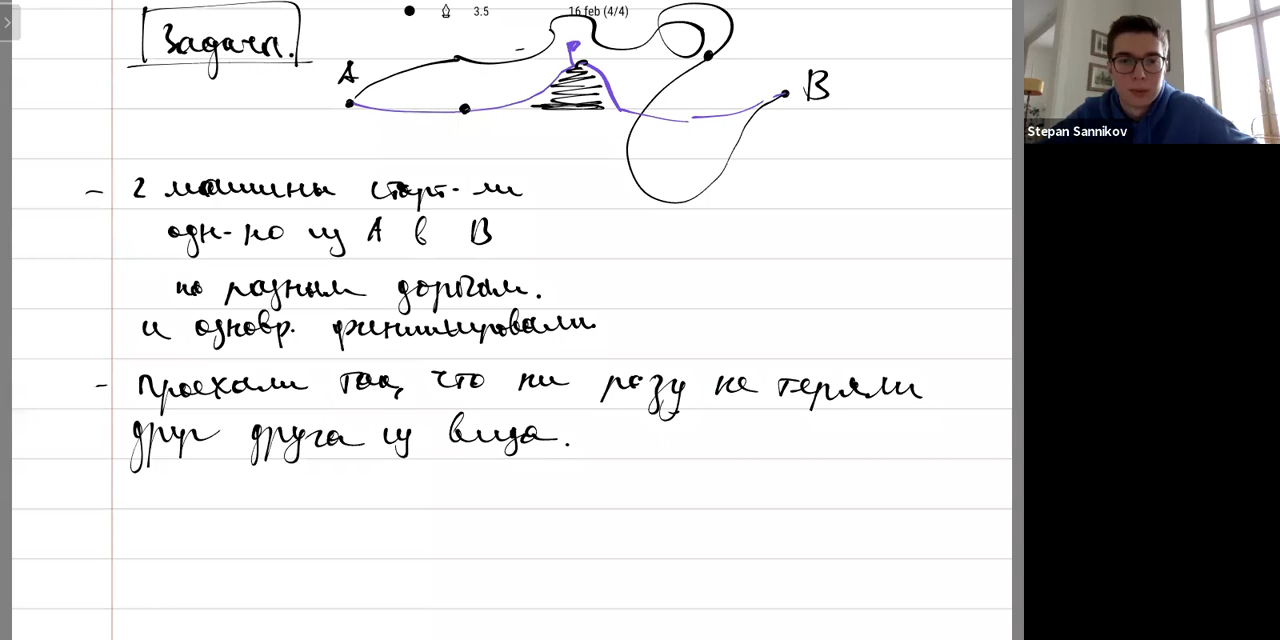 3.5
16 feb (4/4)
Задача.
A
B
Stepan Sannikov
- 2 машины старт-ли
одн-но из A в B
по разным дорогам.
и одновр. финишировали.
- проехали так, что ни разу не теряли
друг друга из вида.